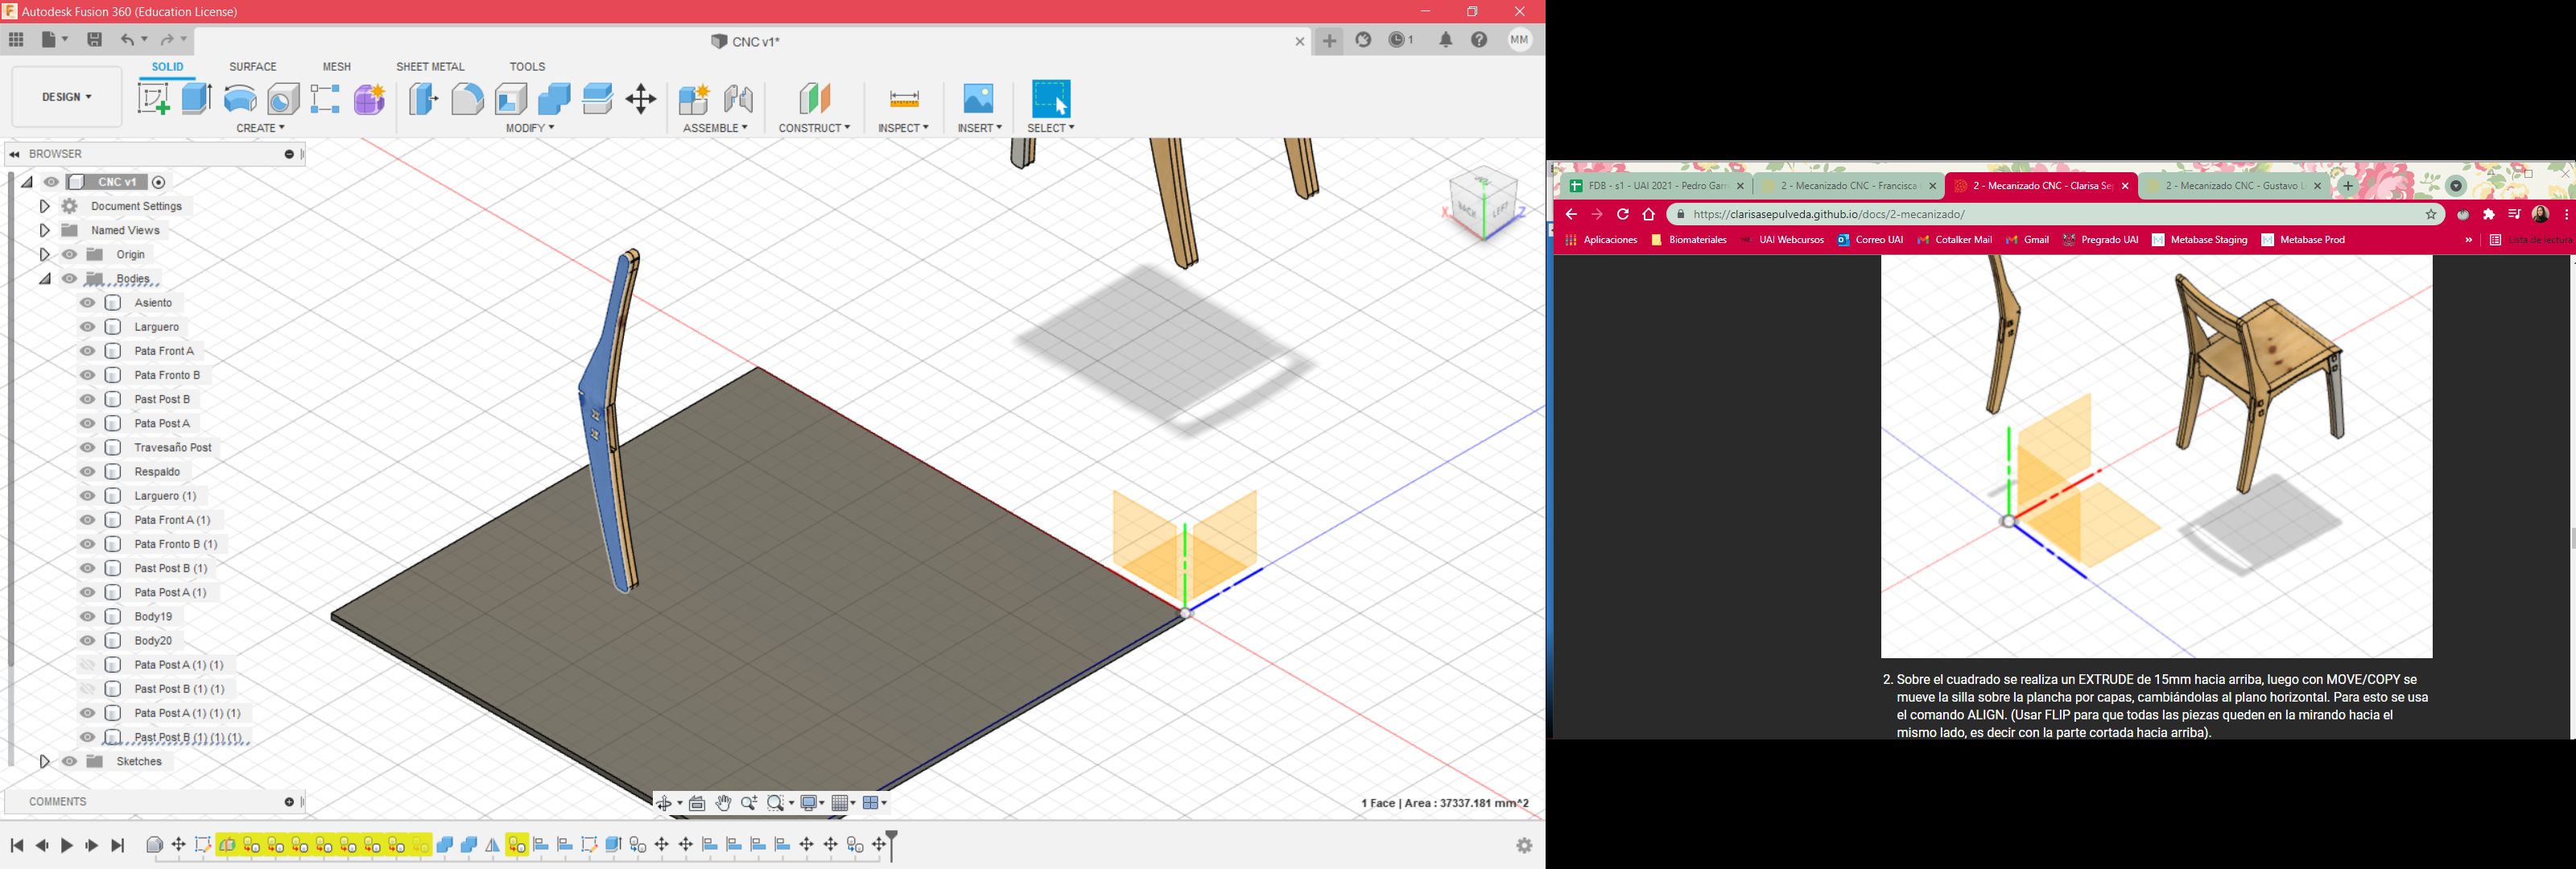 Autodesk Fusion 360 (Education License)
CNC v1*
1
MM
DESIGN
SOLID
SURFACE
MESH
SHEET METAL
TOOLS
CREATE
MODIFY
ASSEMBLE
CONSTRUCT
INSPECT
INSERT
SELECT
BROWSER
CNC v1
Document Settings
Named Views
Origin
Bodies
Asiento
Larguero
Pata Front A
Pata Fronto B
Past Post B
Pata Post A
Travesaño Post
Respaldo
Larguero (1)
Pata Front A (1)
Pata Fronto B (1)
Past Post B (1)
Pata Post A (1)
Body19
Body20
Pata Post A (1) (1)
Past Post B (1) (1)
Pata Post A (1) (1) (1)
Past Post B (1) (1) (1)
Sketches
COMMENTS
X
BACK
LEFT
Z
1 Face | Area : 37337.181 mm^2
FDB - s1 - UAI 2021 - Pedro Garr
2 - Mecanizado CNC - Francisca
2 - Mecanizado CNC - Clarisa Se
2 - Mecanizado CNC - Gustavo
https://clarisasepulveda.github.io/docs/2-mecanizado/
Aplicaciones
Biomateriales
UAI Webcursos
Correo UAI
Cotalker Mail
Gmail
Pregrado UAI
Metabase Staging
Metabase Prod
»
Lista de lectura
2. Sobre el cuadrado se realiza un EXTRUDE de 15mm hacia arriba, luego con MOVE/COPY se
mueve la silla sobre la plancha por capas, cambiándolas al plano horizontal. Para esto se usa
el comando ALIGN. (Usar FLIP para que todas las piezas queden en la mirando hacia el
mismo lado, es decir con la parte cortada hacia arriba).